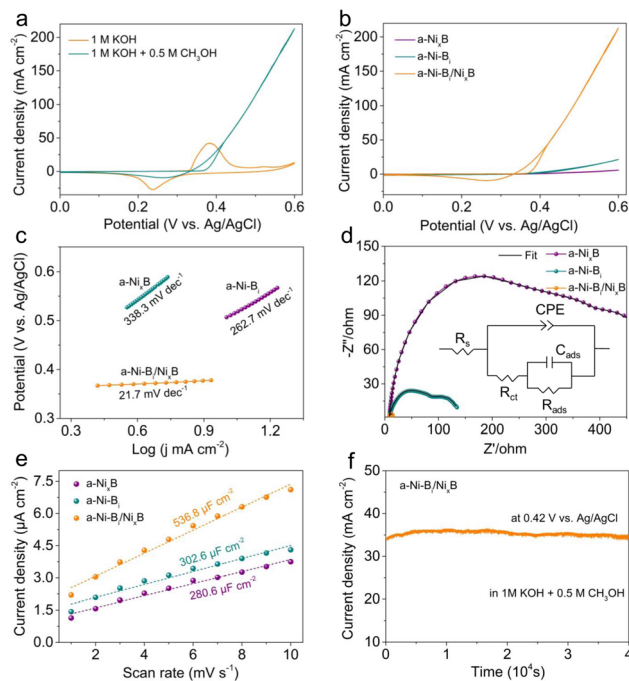 a
1 M KOH
1 M KOH + 0.5 M CH₃OH
Current density (mA cm⁻²)
200
150
100
50
0
0.0 0.2 0.4 0.6
Potential (V vs. Ag/AgCl)
b
a-NiₓB
a-Ni-Bᵢ
a-Ni-Bᵢ/NiₓB
Current density (mA cm⁻²)
200
150
100
50
0
0.0 0.2 0.4 0.6
Potential (V vs. Ag/AgCl)
c
Potential (V vs. Ag/AgCl)
0.6
0.5
0.4
0.3
a-NiₓB
338.3 mV dec⁻¹
a-Ni-Bᵢ
262.7 mV dec⁻¹
a-Ni-Bᵢ/NiₓB
21.7 mV dec⁻¹
0.3 0.6 0.9 1.2
Log (j mA cm⁻²)
d
-Z"/ohm
-150
-120
-90
-60
-30
Fit
a-NiₓB
a-Ni-Bᵢ
a-Ni-Bᵢ/NiₓB
CPE
Rₛ
C_ads
R_ct
R_ads
0 100 200 300 400
Z'/ohm
e
Current density (μA cm⁻²)
7.5
6.0
4.5
3.0
1.5
0.0
a-NiₓB
a-Ni-Bᵢ
a-Ni-Bᵢ/NiₓB
536.8 μF cm⁻²
302.6 μF cm⁻²
280.6 μF cm⁻²
2 4 6 8 10
Scan rate (mV s⁻¹)
f
Current density (mA cm⁻²)
60
50
40
30
20
10
a-Ni-Bᵢ/NiₓB
at 0.42 V vs. Ag/AgCl
in 1M KOH + 0.5 M CH₃OH
0 1 2 3 4
Time (10⁴s)